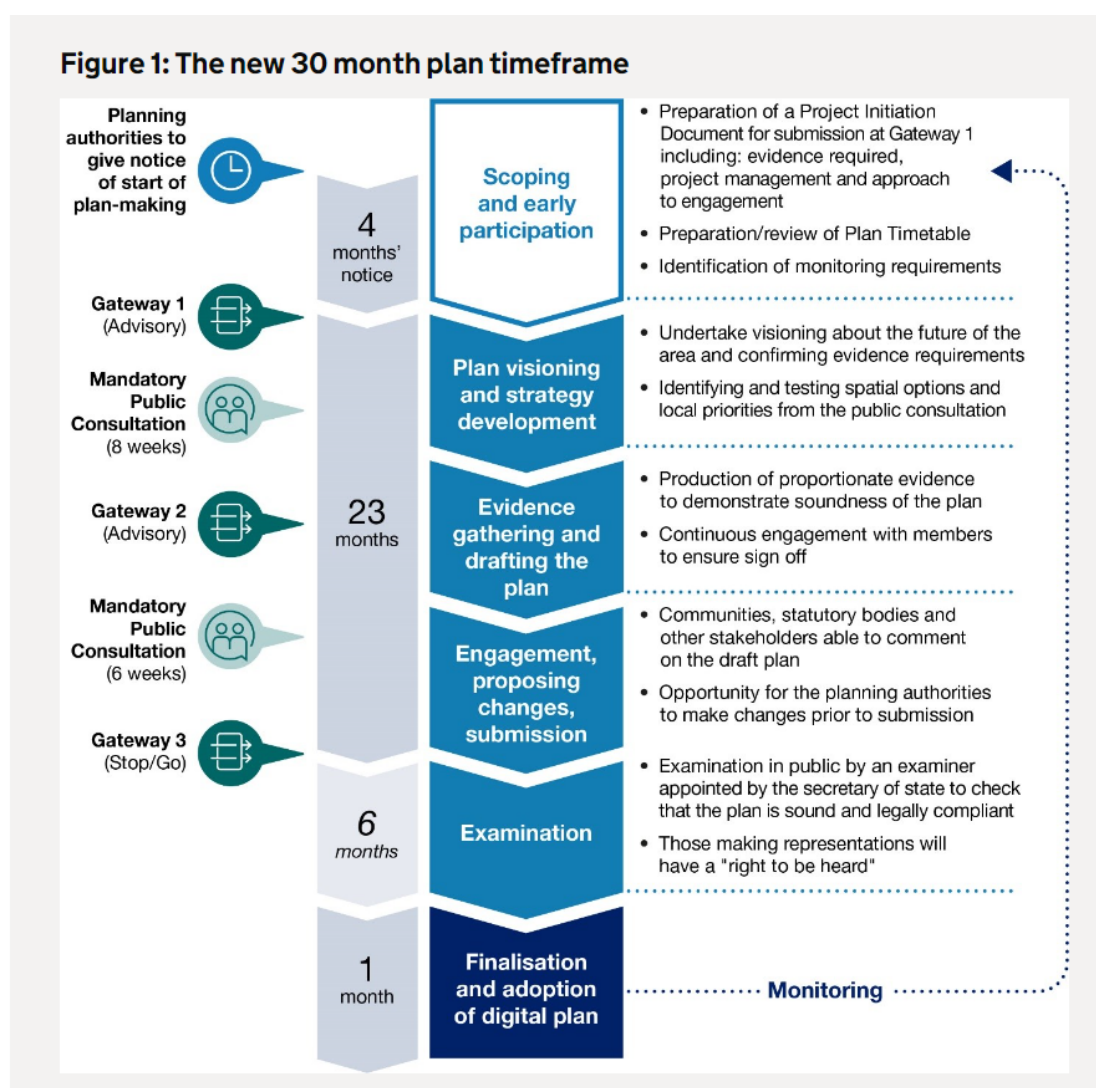 Figure 1: The new 30 month plan timeframe
Planning
authorities to
give notice
of start of
plan-making
4
months'
notice
Scoping
and early
participation
• Preparation of a Project Initiation
Document for submission at Gateway 1
including: evidence required,
project management and approach
to engagement
• Preparation/review of Plan Timetable
• Identification of monitoring requirements
Gateway 1
(Advisory)
Mandatory
Public
Consultation
(8 weeks)
Plan visioning
and strategy
development
• Undertake visioning about the future of the
area and confirming evidence requirements
• Identifying and testing spatial options and
local priorities from the public consultation
Gateway 2
(Advisory)
23
months
Evidence
gathering and
drafting the
plan
• Production of proportionate evidence
to demonstrate soundness of the plan
• Continuous engagement with members
to ensure sign off
Mandatory
Public
Consultation
(6 weeks)
Engagement,
proposing
changes,
submission
• Communities, statutory bodies and
other stakeholders able to comment
on the draft plan
• Opportunity for the planning authorities
to make changes prior to submission
Gateway 3
(Stop/Go)
6
months
Examination
• Examination in public by an examiner
appointed by the secretary of state to check
that the plan is sound and legally compliant
• Those making representations will
have a "right to be heard"
1
month
Finalisation
and adoption
of digital plan
Monitoring